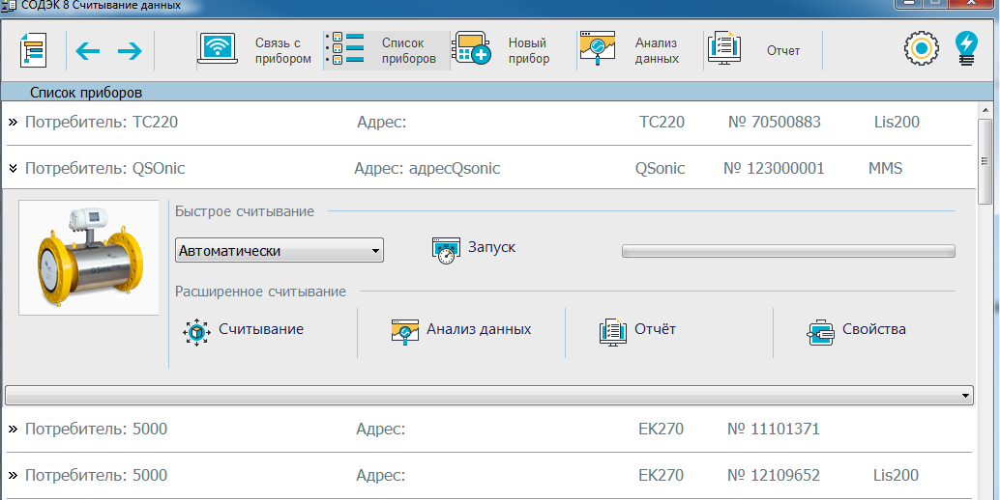 СОДЭК 8 Считывание данных
Связь с прибором
Список приборов
Новый прибор
Анализ данных
Отчет
Список приборов
Потребитель: TC220 Адрес: TC220 № 70500883 Lis200
Потребитель: QSOnic Адрес: адресQsonic QSonic № 123000001 MMS
Быстрое считывание
Автоматически Запуск
Расширенное считывание
Считывание Анализ данных Отчёт Свойства
Потребитель: 5000 Адрес: EK270 № 11101371
Потребитель: 5000 Адрес: EK270 № 12109652 Lis200